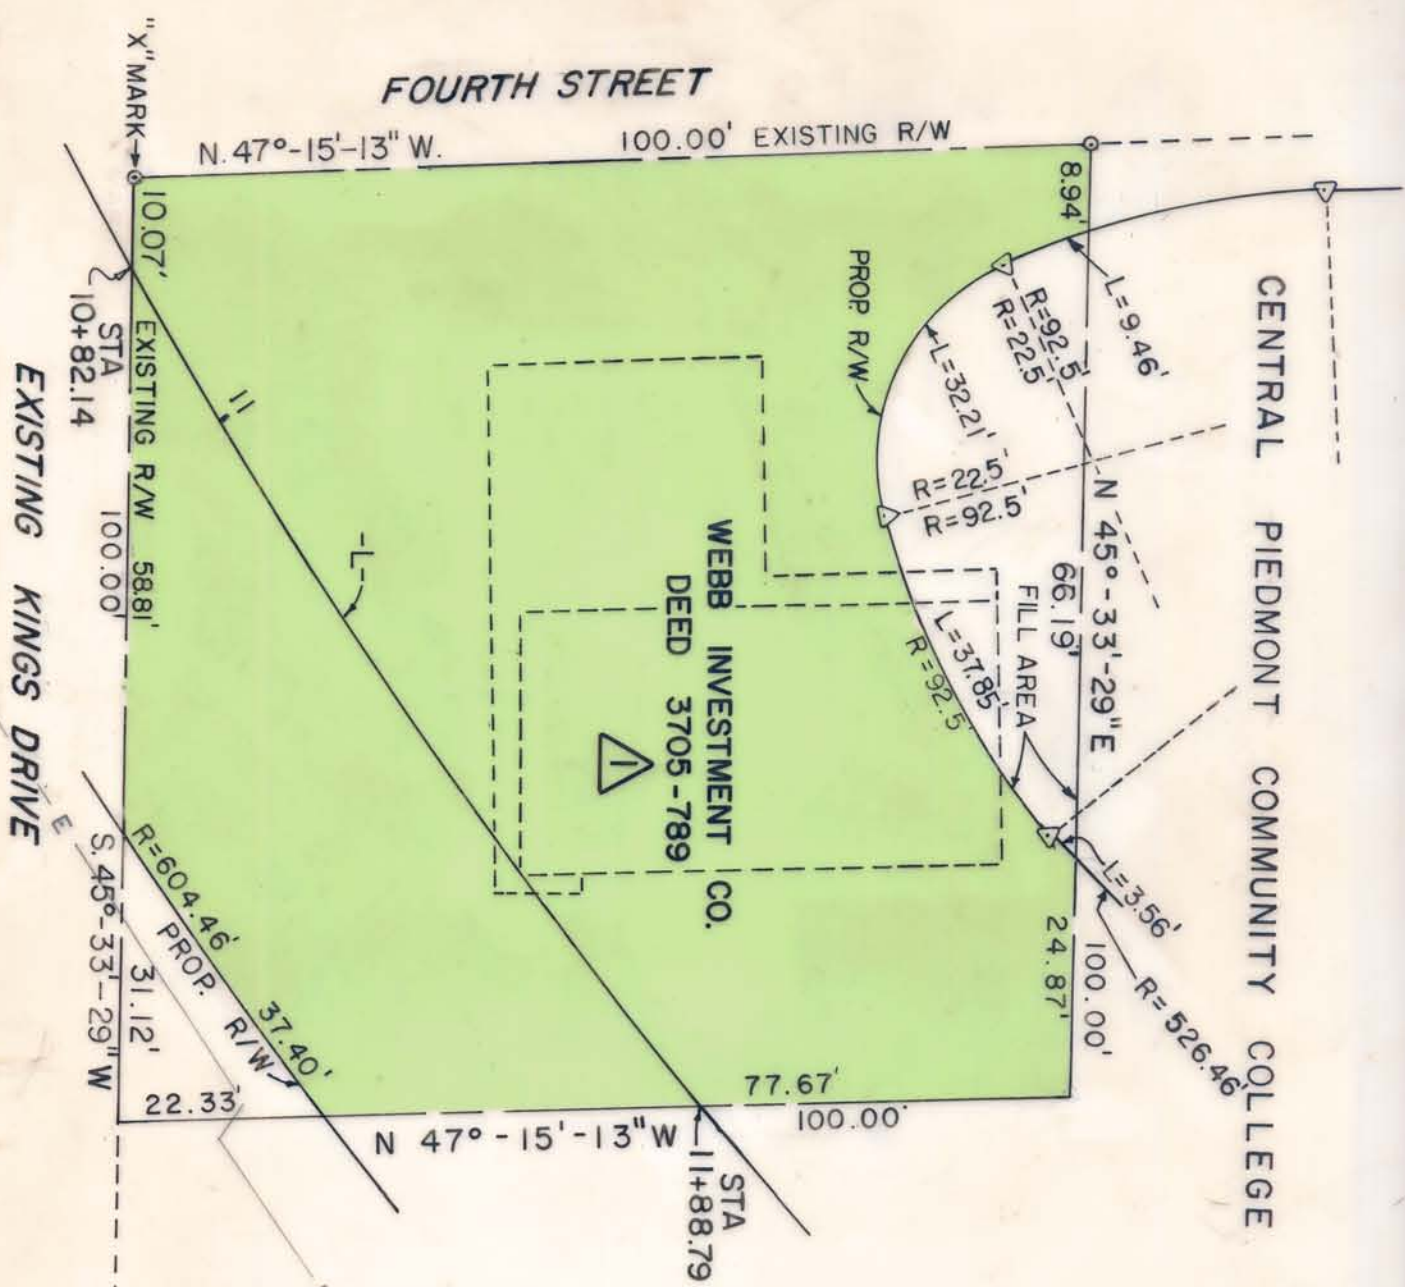 FOURTH STREET
"X" MARK
N. 47°-15'-13" W.
100.00' EXISTING R/W
8.94'
10.07'
EXISTING R/W 58.81'
STA
10+82.14
100.00'
EXISTING KINGS DRIVE
11
-L-
PROP. R/W
L=9.46'
R=92.5'
R=22.5'
L=32.21'
R=22.5'
R=92.5'
N 45°-33'-29"E
66.19'
FILL AREA
L=37.85'
R=92.5'
CENTRAL PIEDMONT COMMUNITY COLLEGE
WEBB INVESTMENT CO.
DEED 3705-789
1
L=3.56'
R=526.46'
24.87'
100.00'
R=604.46'
PROP. R/W
37.40'
31.12'
S. 45°-33'-29" W
E
22.33'
77.67'
100.00'
N 47°-15'-13"W
STA
11+88.79